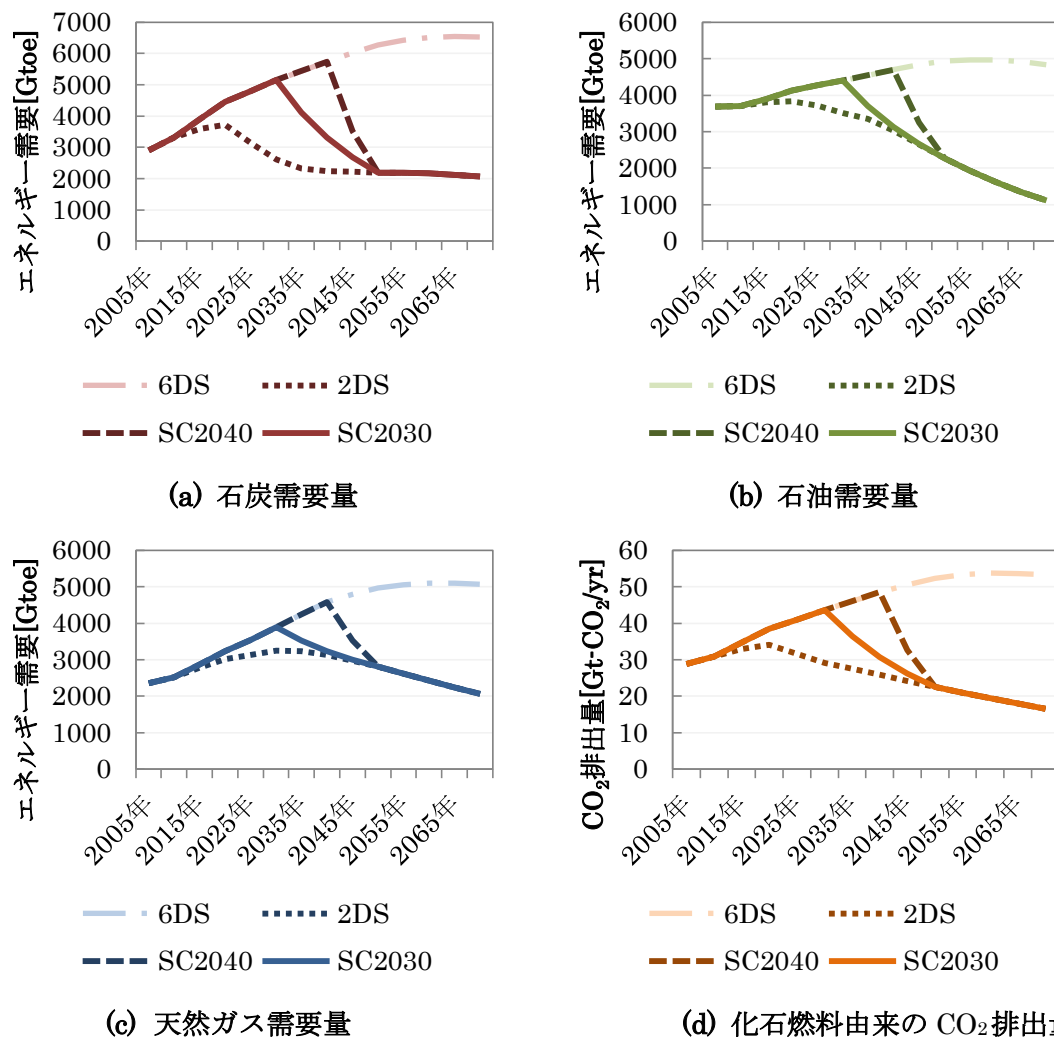 エネルギー需要[Gtoe]
7000
6000
5000
4000
3000
2000
1000
0
2005年
2015年
2025年
2035年
2045年
2055年
2065年
6DS
2DS
SC2040
SC2030
(a) 石炭需要量
エネルギー需要[Gtoe]
6000
5000
4000
3000
2000
1000
0
2005年
2015年
2025年
2035年
2045年
2055年
2065年
6DS
2DS
SC2040
SC2030
(b) 石油需要量
エネルギー需要[Gtoe]
6000
5000
4000
3000
2000
1000
0
2005年
2015年
2025年
2035年
2045年
2055年
2065年
6DS
2DS
SC2040
SC2030
(c) 天然ガス需要量
CO₂排出量[Gt-CO₂/yr]
60
50
40
30
20
10
0
2005年
2015年
2025年
2035年
2045年
2055年
2065年
6DS
2DS
SC2040
SC2030
(d) 化石燃料由来の CO₂ 排出量